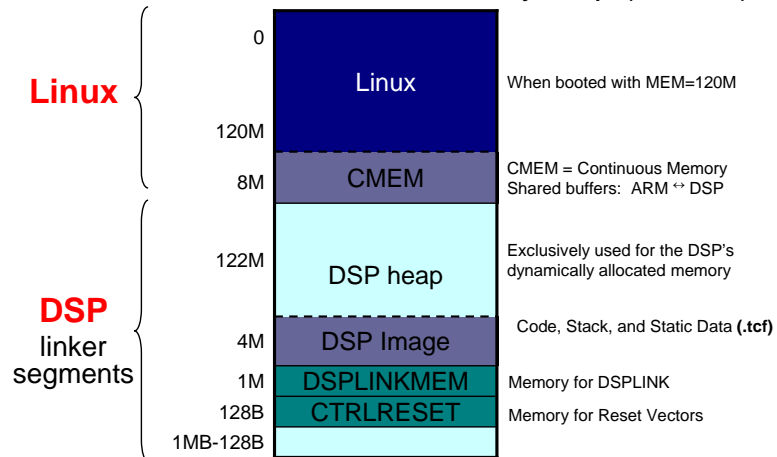 0
Linux
Linux
When booted with MEM=120M
120M
8M
CMEM
CMEM = Continuous Memory
Shared buffers: ARM ↔ DSP
122M
DSP heap
Exclusively used for the DSP's
dynamically allocated memory
DSP
linker
segments
4M
DSP Image
Code, Stack, and Static Data (.tcf)
1M
DSPLINKMEM
Memory for DSPLINK
128B
CTRLRESET
Memory for Reset Vectors
1MB-128B